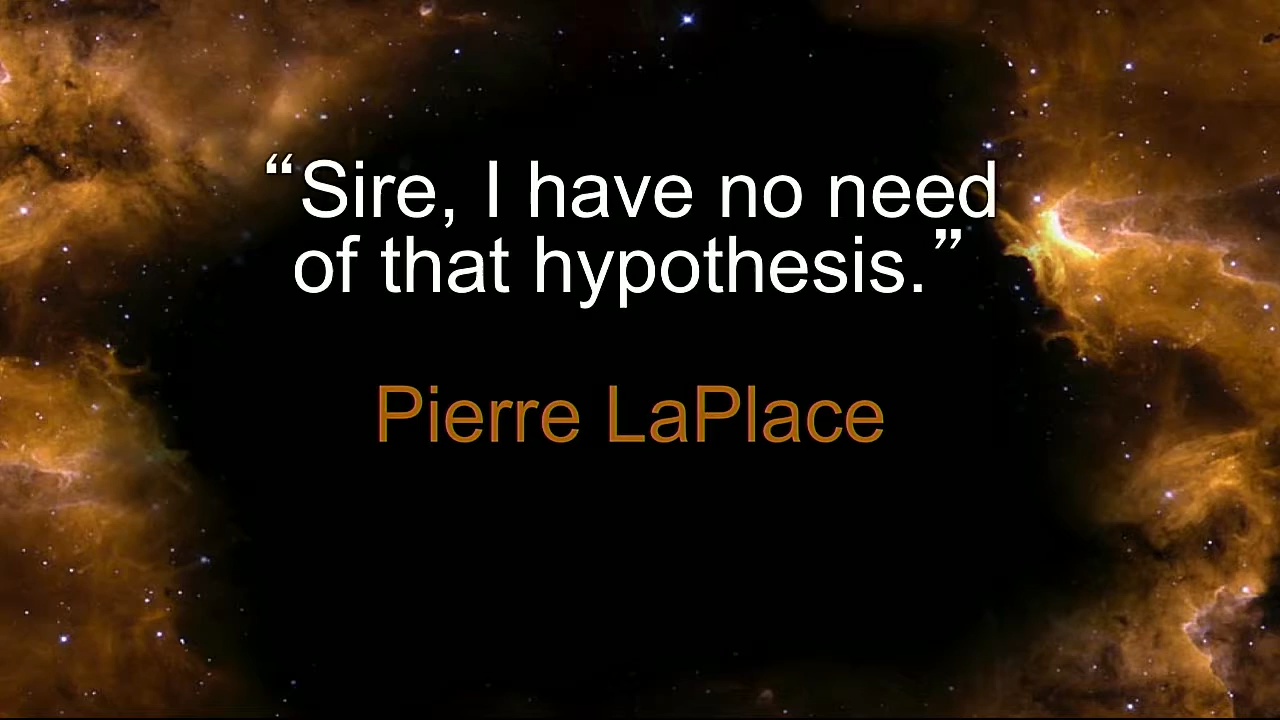 “Sire, I have no need
of that hypothesis.”
Pierre LaPlace